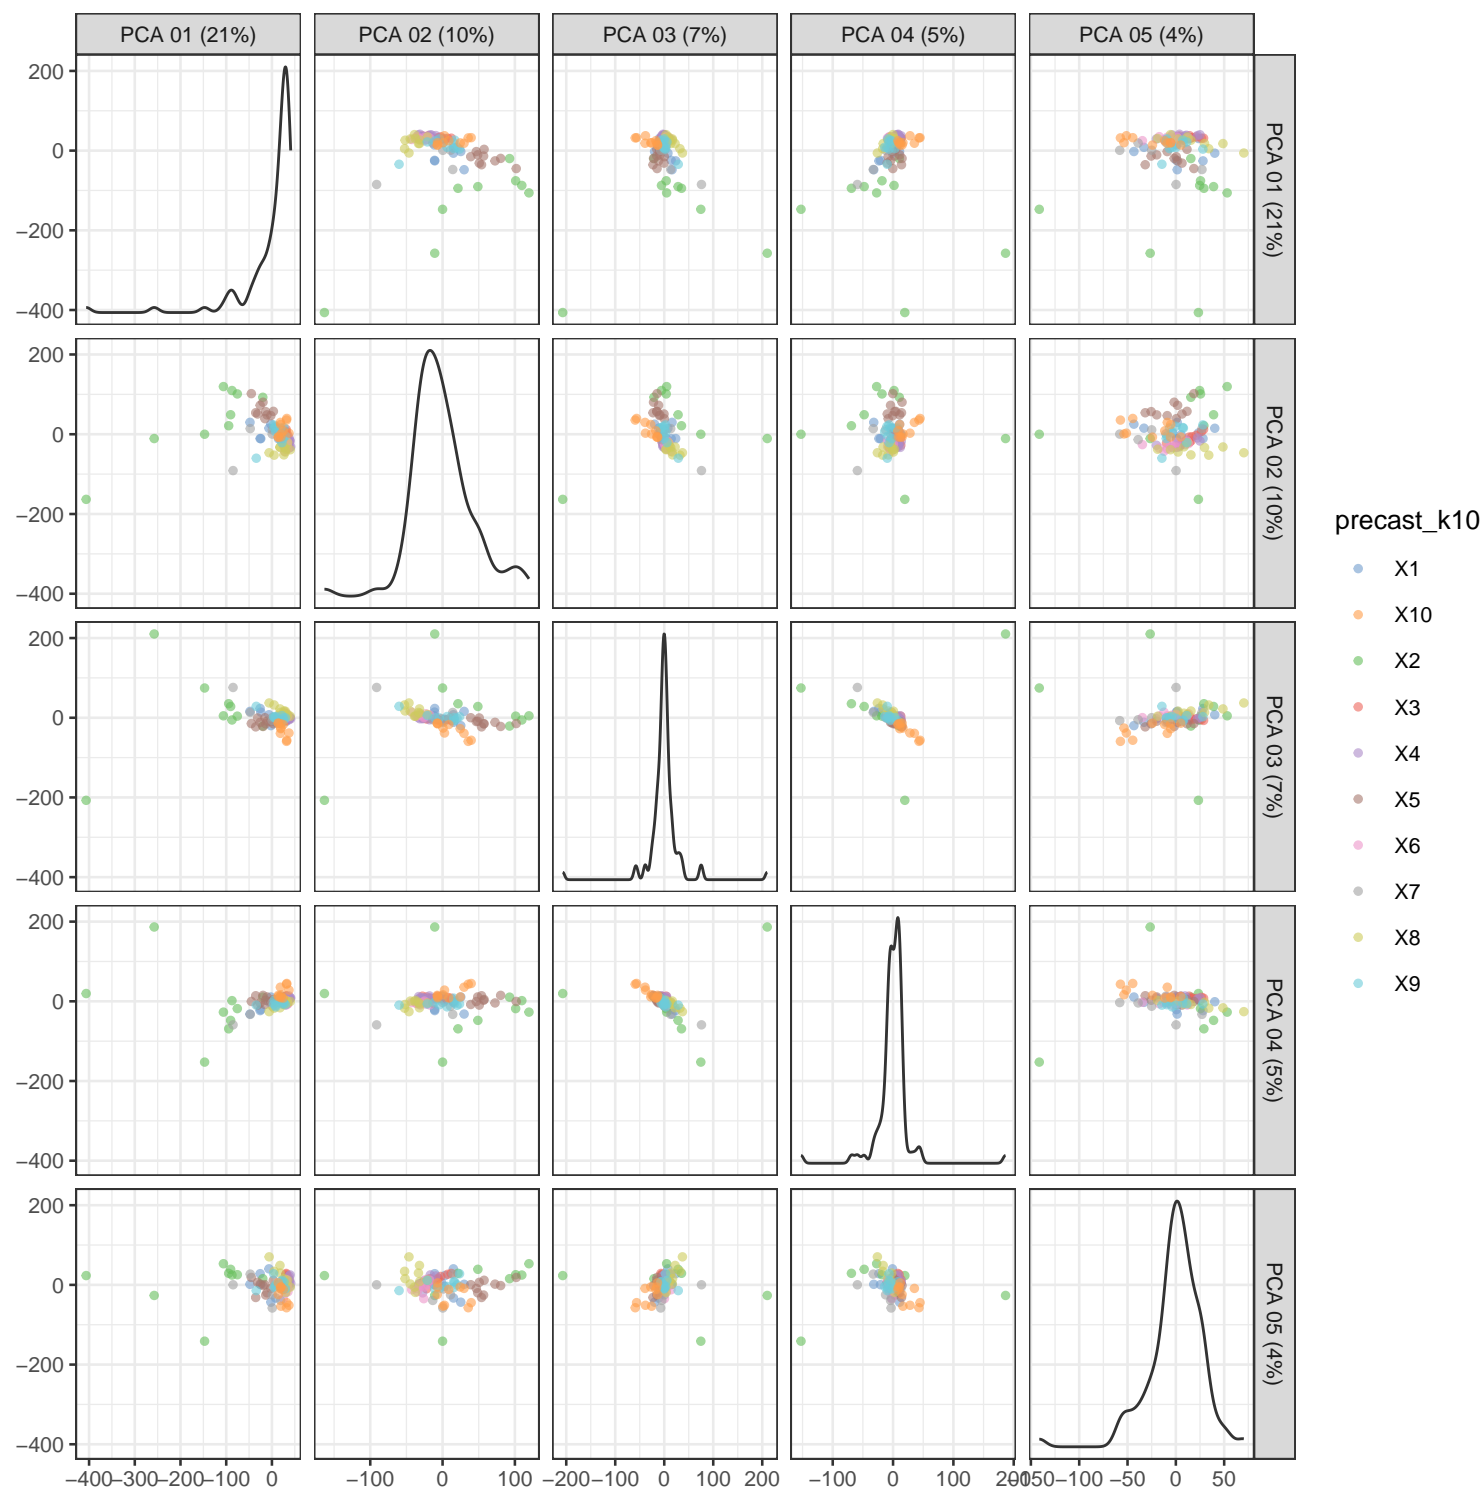 PCA 01 (21%) PCA 02 (10%) PCA 03 (7%) PCA 04 (5%) PCA 05 (4%)
200
0
−200
−400
PCA 01 (21%)
200
0
−200
−400
PCA 02 (10%)
200
0
−200
−400
PCA 03 (7%)
200
0
−200
−400
PCA 04 (5%)
200
0
−200
−400
PCA 05 (4%)
−400 −300 −200 −100 0 −100 0 100 −200 −100 0 100 200 −100 0 100 200 −150 −100 −50 0 50
precast_k10
X1
X10
X2
X3
X4
X5
X6
X7
X8
X9